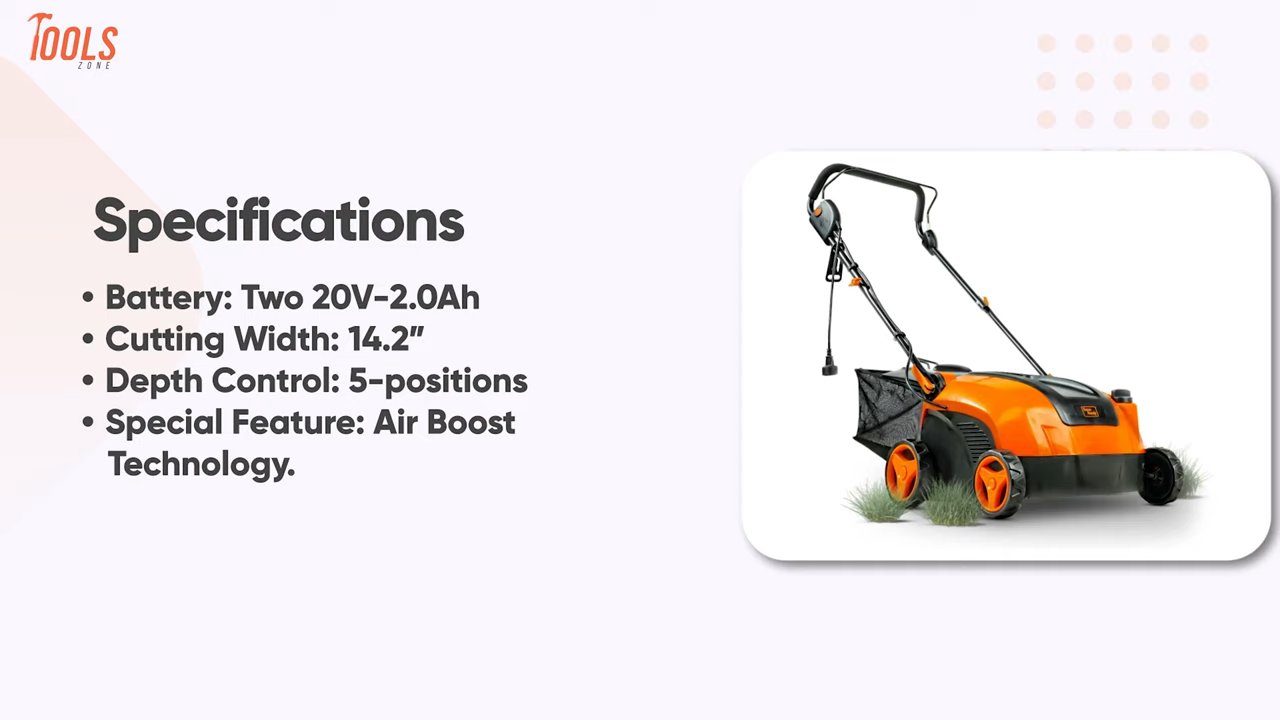 TOOLS
ZONE
Specifications
• Battery: Two 20V-2.0Ah
• Cutting Width: 14.2”
• Depth Control: 5-positions
• Special Feature: Air Boost
Technology.